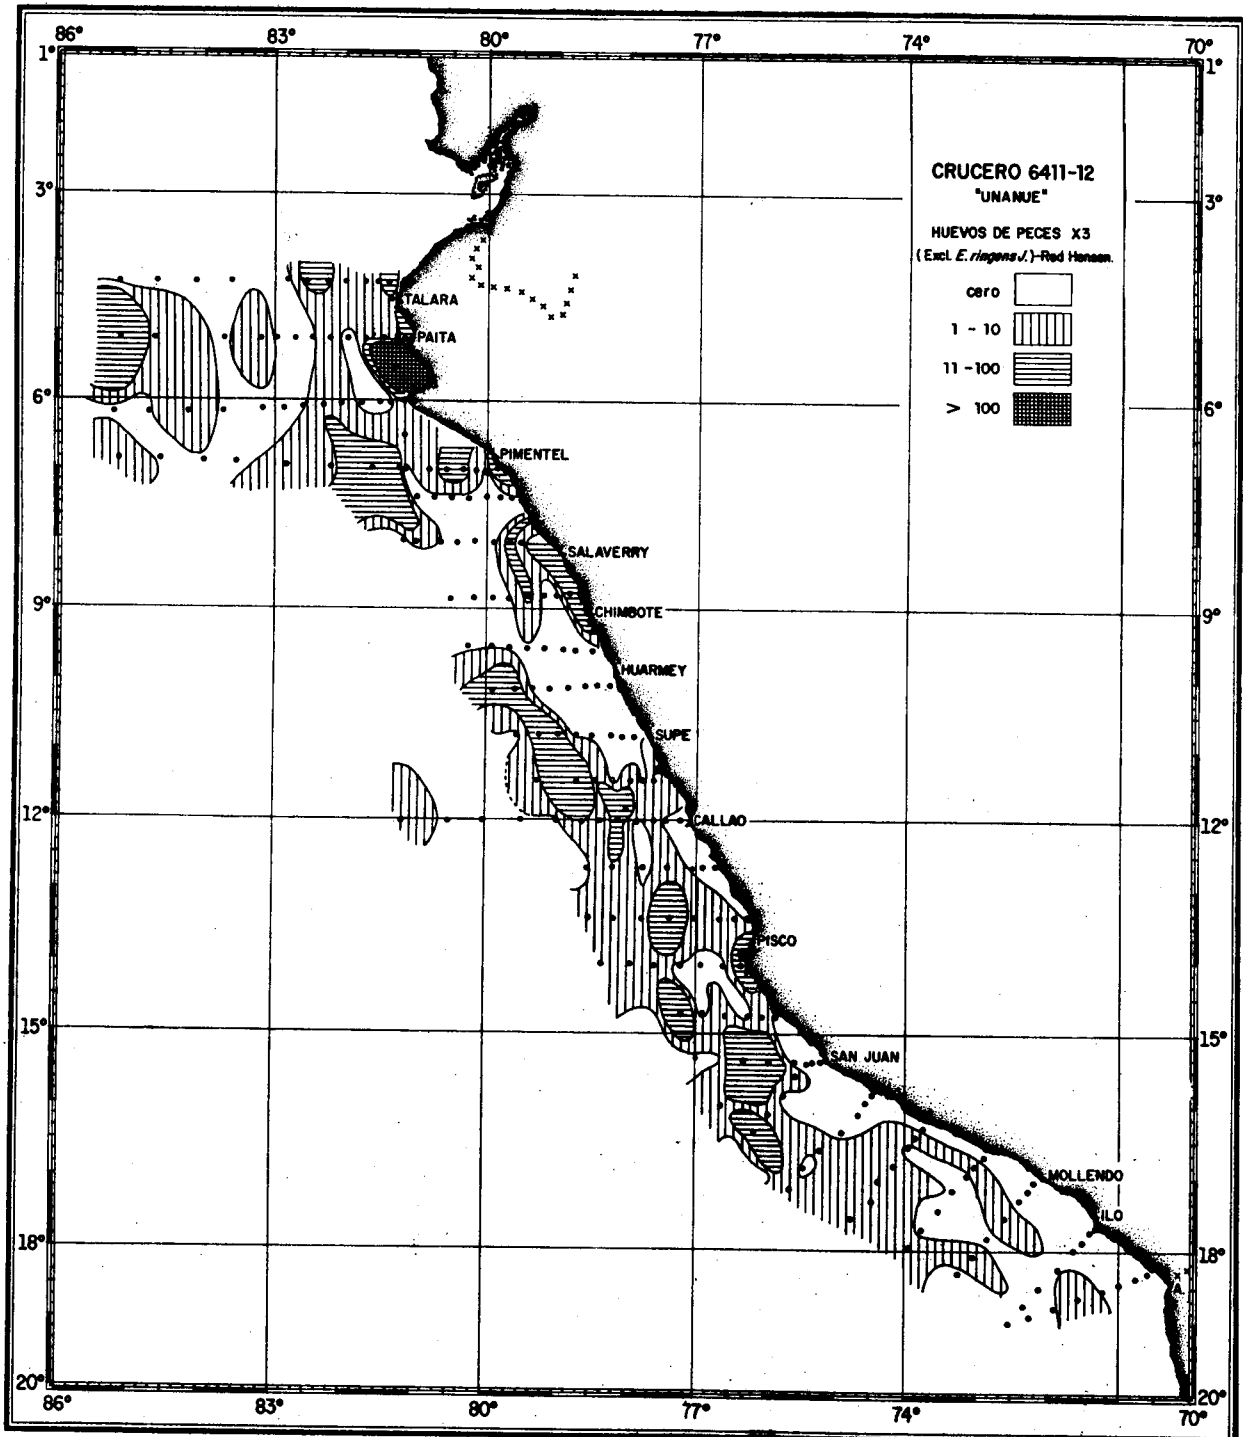 86° 83° 80° 77° 74° 70°
1° 1°
CRUCERO 6411-12
"UNANUE"
HUEVOS DE PECES X3
(Excl. E. ringens J.)-Red Hensen.
cero
1 - 10
11 - 100
> 100
3° 3°
TALARA
PAITA
6° 6°
PIMENTEL
SALAVERRY
9° CHIMBOTE 9°
HUARMEY
SUPE
12° CALLAO 12°
PISCO
15° 15°
SAN JUAN
MOLLENDO
ILO
18° 18°
A
20° 20°
86° 83° 80° 77° 74° 70°